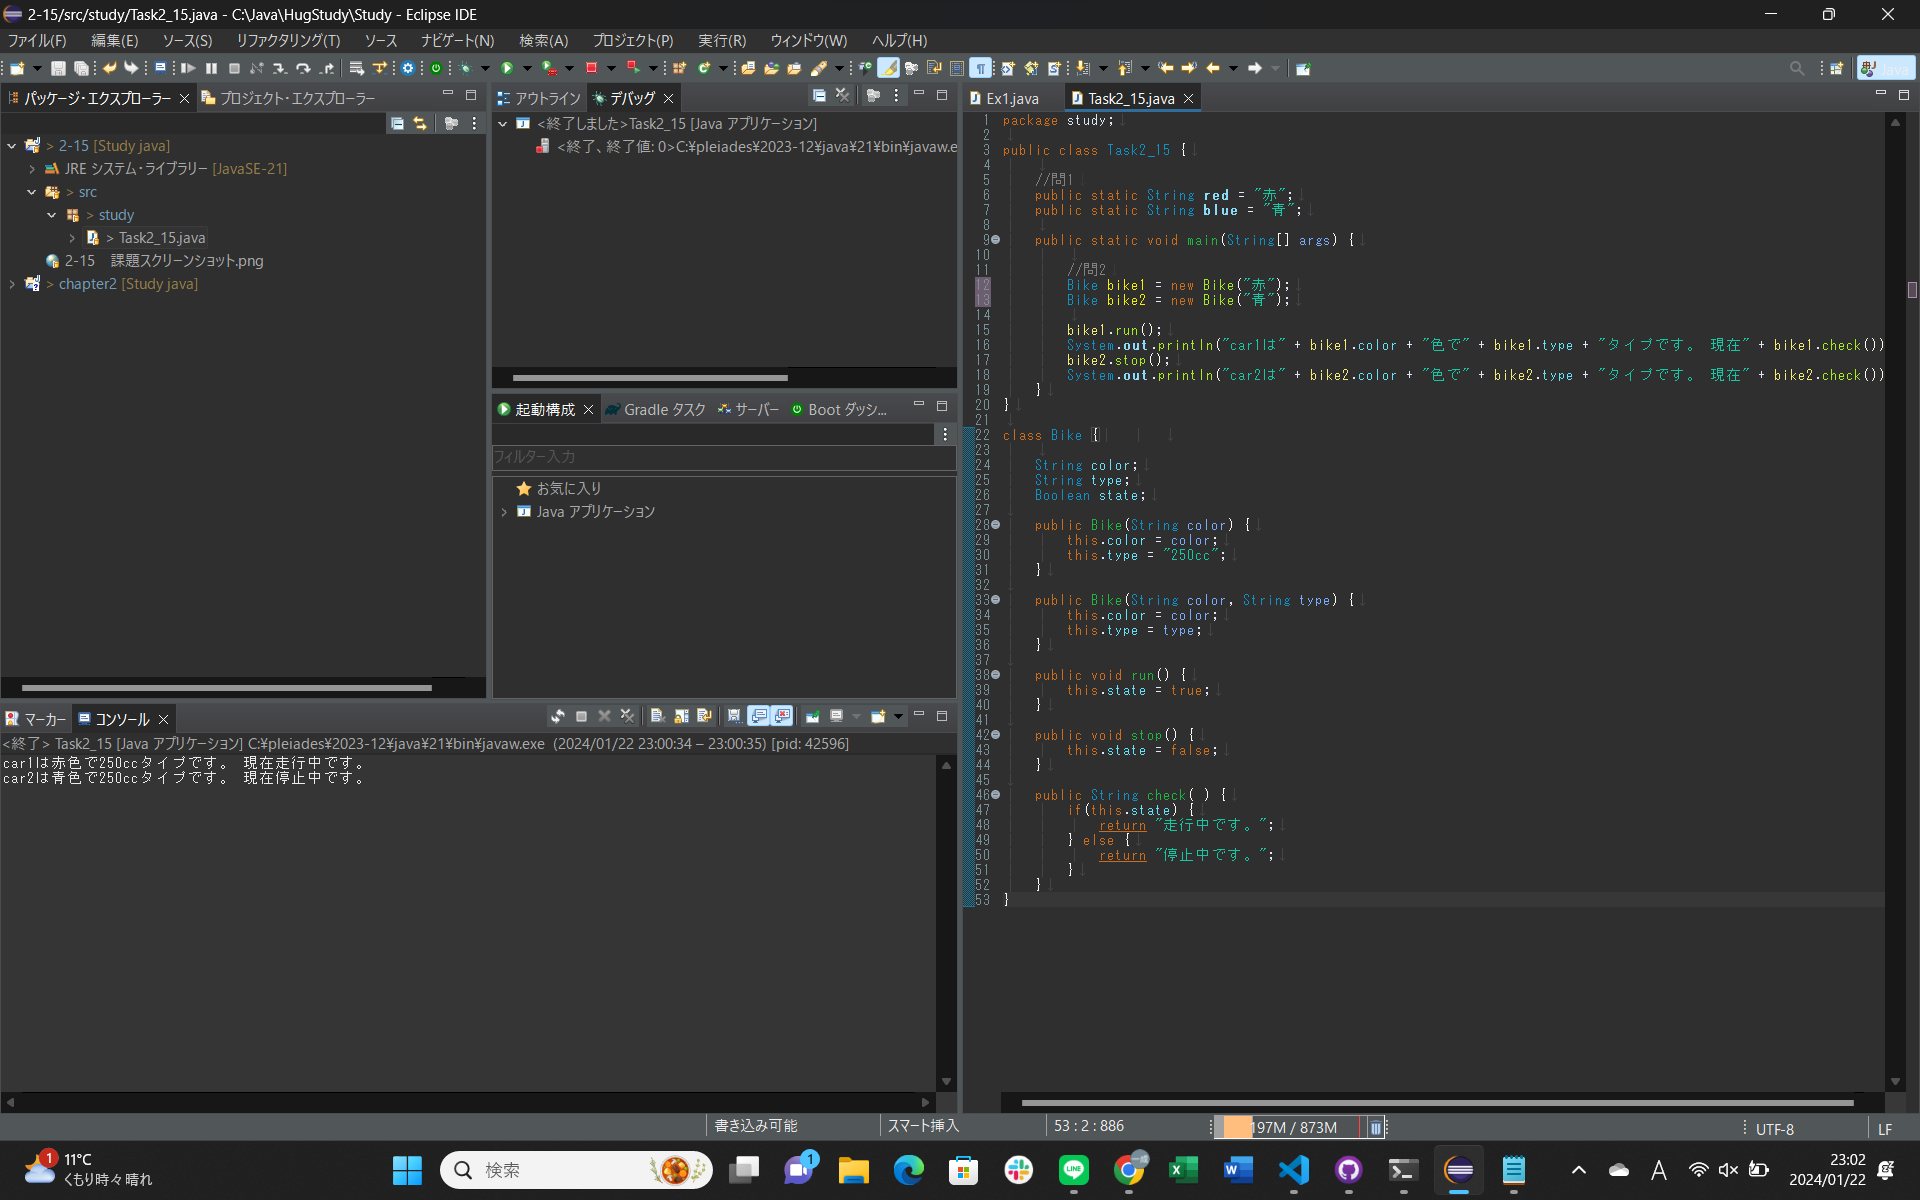 2-15/src/study/Task2_15.java - C:\Java\HugStudy\Study - Eclipse IDE
ファイル(F) 編集(E) ソース(S) リファクタリング(T) ソース ナビゲート(N) 検索(A) プロジェクト(P) 実行(R) ウィンドウ(W) ヘルプ(H)
Java
パッケージ・エクスプローラー プロジェクト・エクスプローラー
> 2-15 [Study java]
JRE システム・ライブラリー [JavaSE-21]
> src
> study
> Task2_15.java
2-15 課題スクリーンショット.png
> chapter2 [Study java]
アウトライン デバッグ
<終了しました>Task2_15 [Java アプリケーション]
<終了、終了値: 0>C:¥pleiades¥2023-12¥java¥21¥bin¥javaw.e
起動構成 Gradle タスク サーバー Boot ダッシ...
フィルター入力
お気に入り
Java アプリケーション
Ex1.java Task2_15.java
1 package study;
2
3 public class Task2_15 {
4
5 //問1
6 public static String red = "赤";
7 public static String blue = "青";
8
9 public static void main(String[] args) {
10
11 //問2
12 Bike bike1 = new Bike("赤");
13 Bike bike2 = new Bike("青");
14
15 bike1.run();
16 System.out.println("car1は" + bike1.color + "色で" + bike1.type + "タイプです。 現在" + bike1.check())
17 bike2.stop();
18 System.out.println("car2は" + bike2.color + "色で" + bike2.type + "タイプです。 現在" + bike2.check())
19 }
20 }
21
22 class Bike {
23
24 String color;
25 String type;
26 Boolean state;
27
28 public Bike(String color) {
29 this.color = color;
30 this.type = "250cc";
31 }
32
33 public Bike(String color, String type) {
34 this.color = color;
35 this.type = type;
36 }
37
38 public void run() {
39 this.state = true;
40 }
41
42 public void stop() {
43 this.state = false;
44 }
45
46 public String check( ) {
47 if(this.state) {
48 return "走行中です。";
49 } else {
50 return "停止中です。";
51 }
52 }
53 }
マーカー コンソール
<終了> Task2_15 [Java アプリケーション] C:¥pleiades¥2023-12¥java¥21¥bin¥javaw.exe (2024/01/22 23:00:34 – 23:00:35) [pid: 42596]
car1は赤色で250ccタイプです。 現在走行中です。
car2は青色で250ccタイプです。 現在停止中です。
書き込み可能 スマート挿入 53 : 2 : 886 197M / 873M UTF-8 LF
1 11°C
くもり時々晴れ
検索
1
LINE
A
23:02
2024/01/22